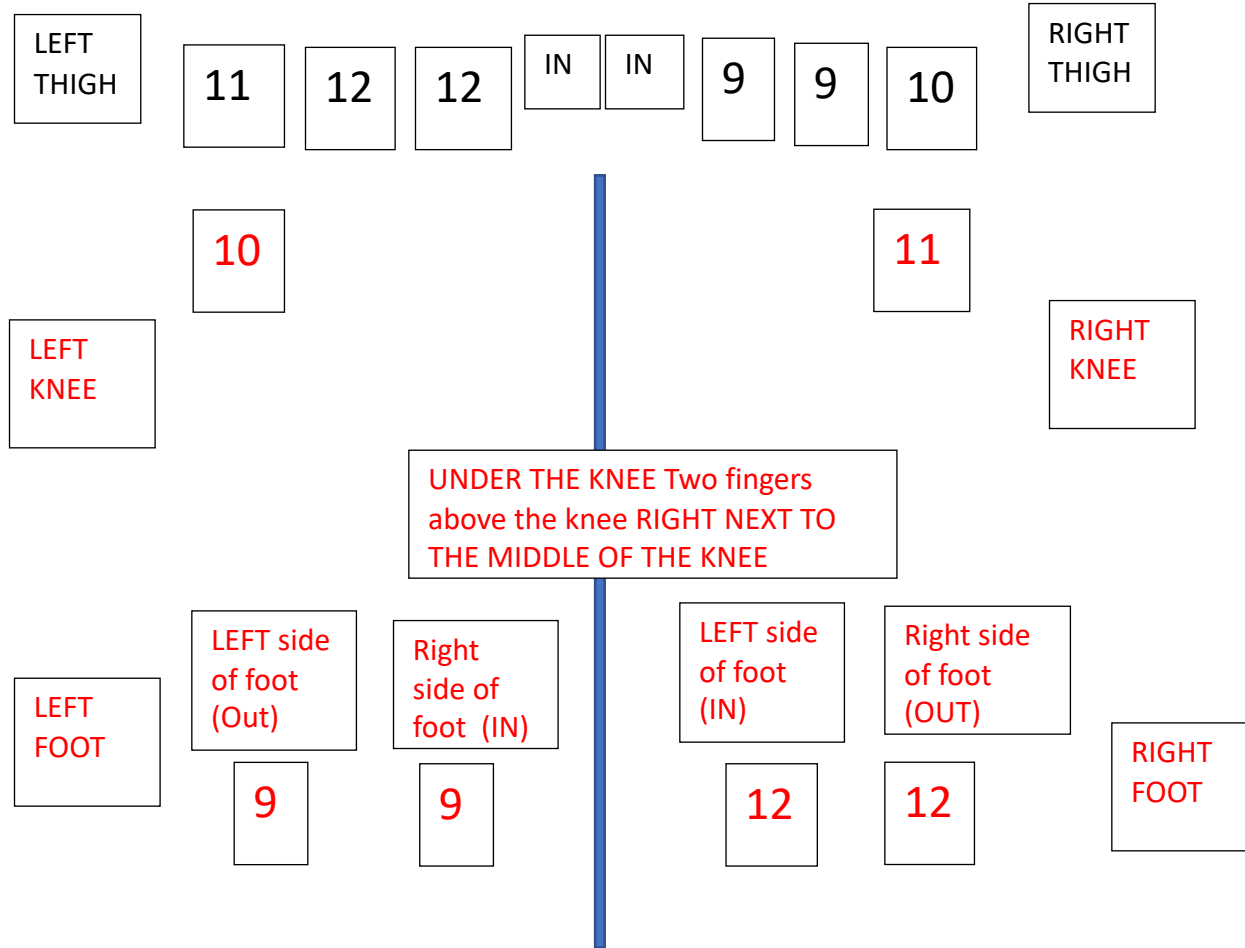 LEFT
THIGH
11
12
12
IN
IN
9
9
10
RIGHT
THIGH
10
11
LEFT
KNEE
RIGHT
KNEE
UNDER THE KNEE Two fingers
above the knee RIGHT NEXT TO
THE MIDDLE OF THE KNEE
LEFT side
of foot
(Out)
Right
side of
foot (IN)
LEFT side
of foot
(IN)
Right side
of foot
(OUT)
LEFT
FOOT
9
9
12
12
RIGHT
FOOT